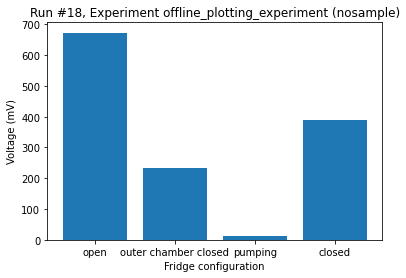 Run #18, Experiment offline_plotting_experiment (nosample)
700
600
500
400
300
200
100
0
Voltage (mV)
open outer chamber closed pumping closed
Fridge configuration